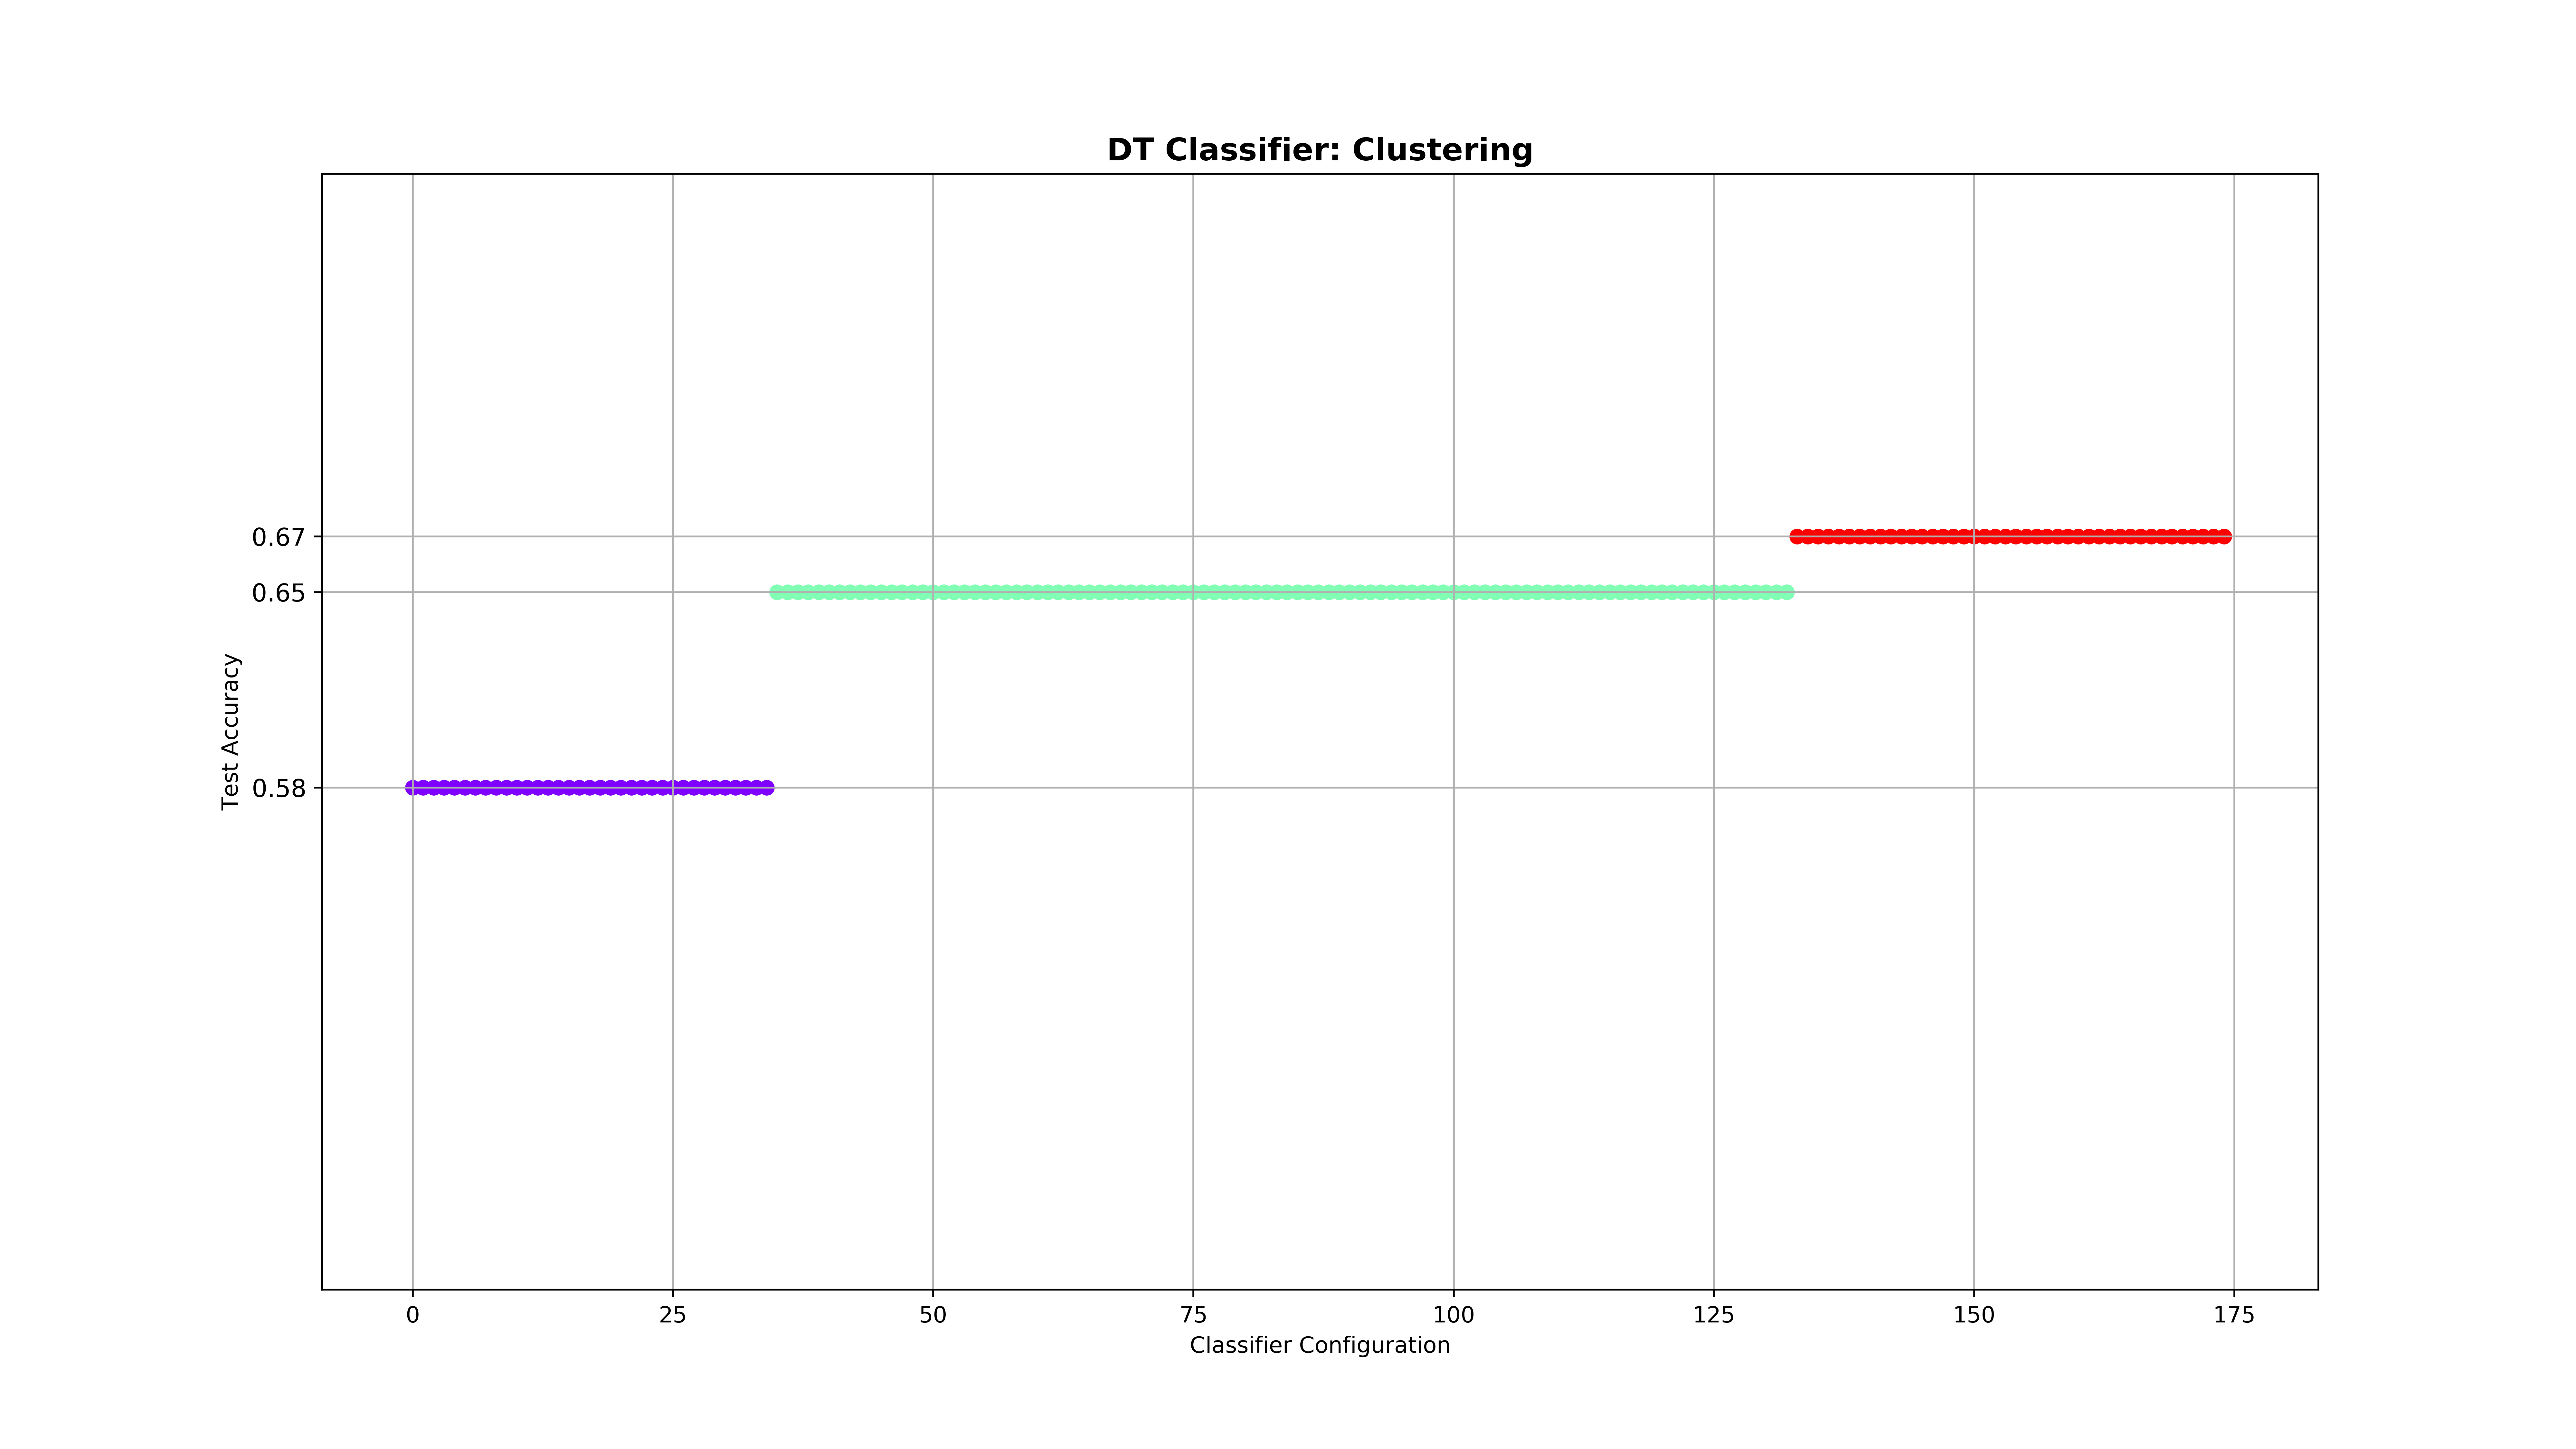 DT Classifier: Clustering
Test Accuracy
0.67
0.65
0.58
0 25 50 75 100 125 150 175
Classifier Configuration